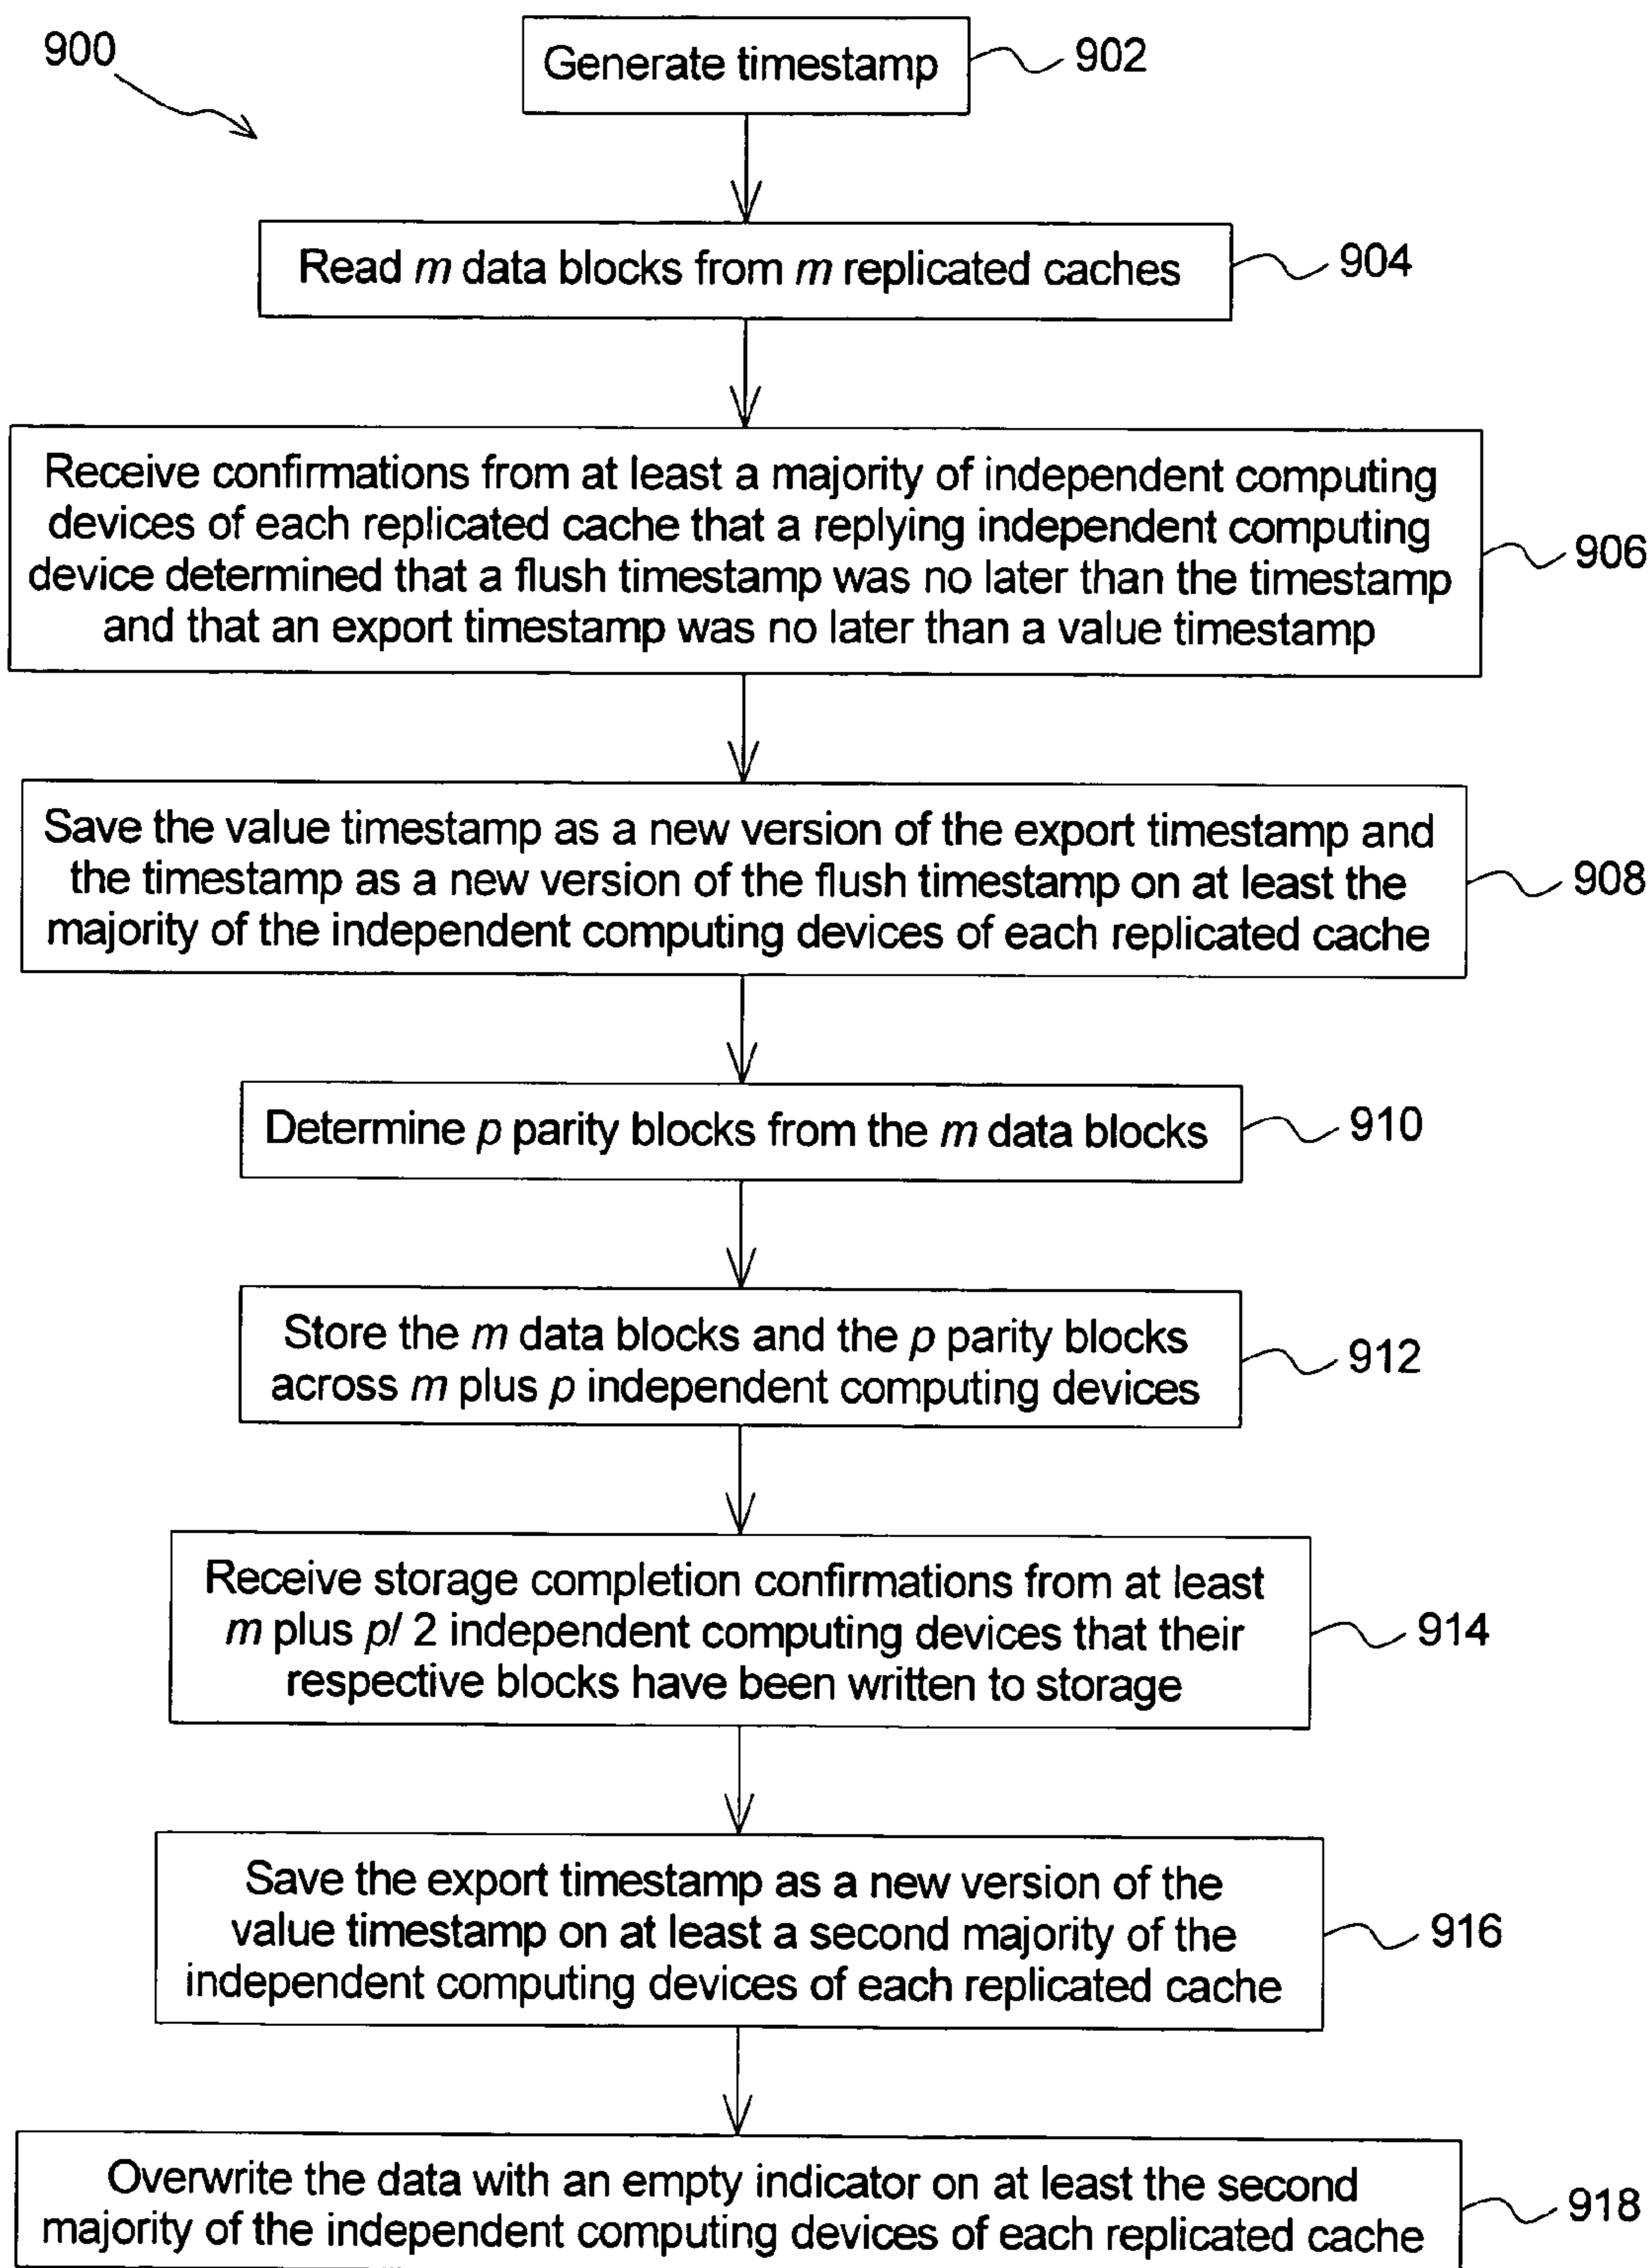 900
Generate timestamp
902
Read m data blocks from m replicated caches
904
Receive confirmations from at least a majority of independent computing
devices of each replicated cache that a replying independent computing
device determined that a flush timestamp was no later than the timestamp
and that an export timestamp was no later than a value timestamp
906
Save the value timestamp as a new version of the export timestamp and
the timestamp as a new version of the flush timestamp on at least the
majority of the independent computing devices of each replicated cache
908
Determine p parity blocks from the m data blocks
910
Store the m data blocks and the p parity blocks
across m plus p independent computing devices
912
Receive storage completion confirmations from at least
m plus p/ 2 independent computing devices that their
respective blocks have been written to storage
914
Save the export timestamp as a new version of the
value timestamp on at least a second majority of the
independent computing devices of each replicated cache
916
Overwrite the data with an empty indicator on at least the second
majority of the independent computing devices of each replicated cache
918